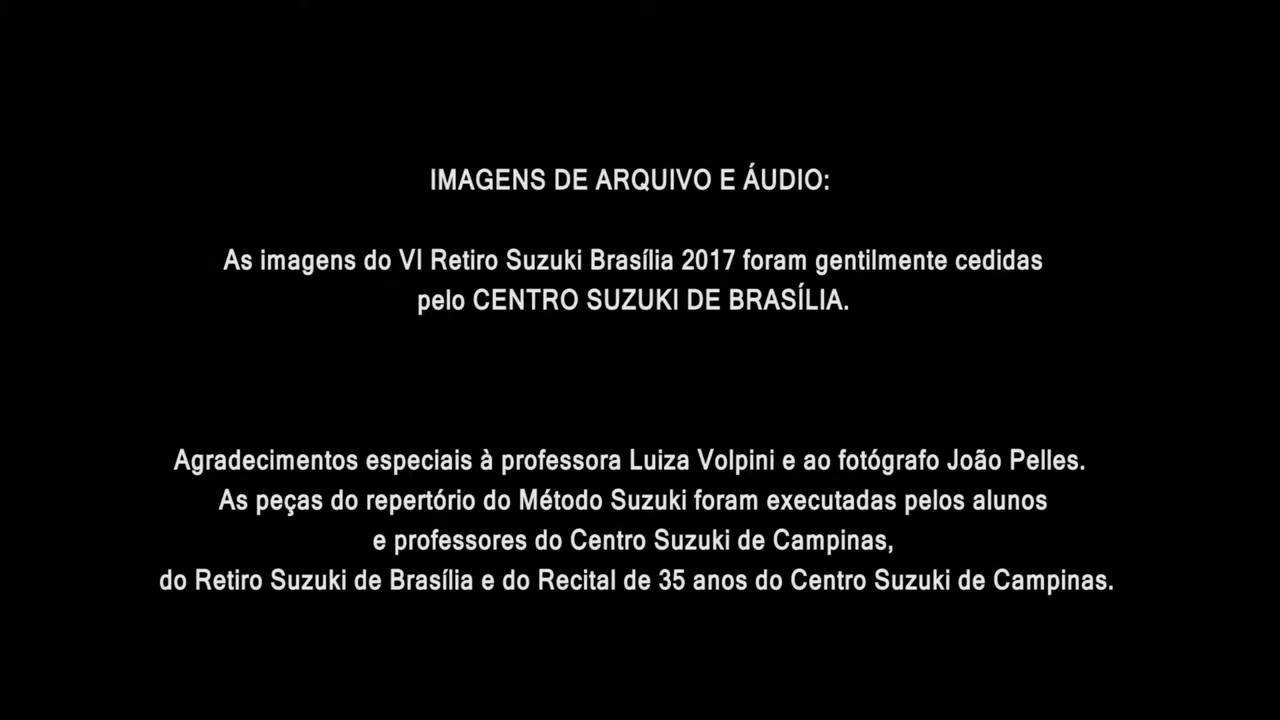 IMAGENS DE ARQUIVO E ÁUDIO:
As imagens do VI Retiro Suzuki Brasília 2017 foram gentilmente cedidas
pelo CENTRO SUZUKI DE BRASÍLIA.
Agradecimentos especiais à professora Luiza Volpini e ao fotógrafo João Pelles.
As peças do repertório do Método Suzuki foram executadas pelos alunos
e professores do Centro Suzuki de Campinas,
do Retiro Suzuki de Brasília e do Recital de 35 anos do Centro Suzuki de Campinas.